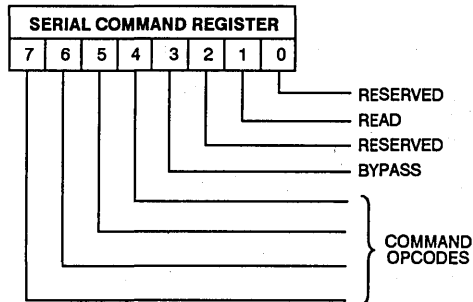 SERIAL COMMAND REGISTER
7 6 5 4 3 2 1 0
RESERVED
READ
RESERVED
BYPASS
COMMAND
OPCODES